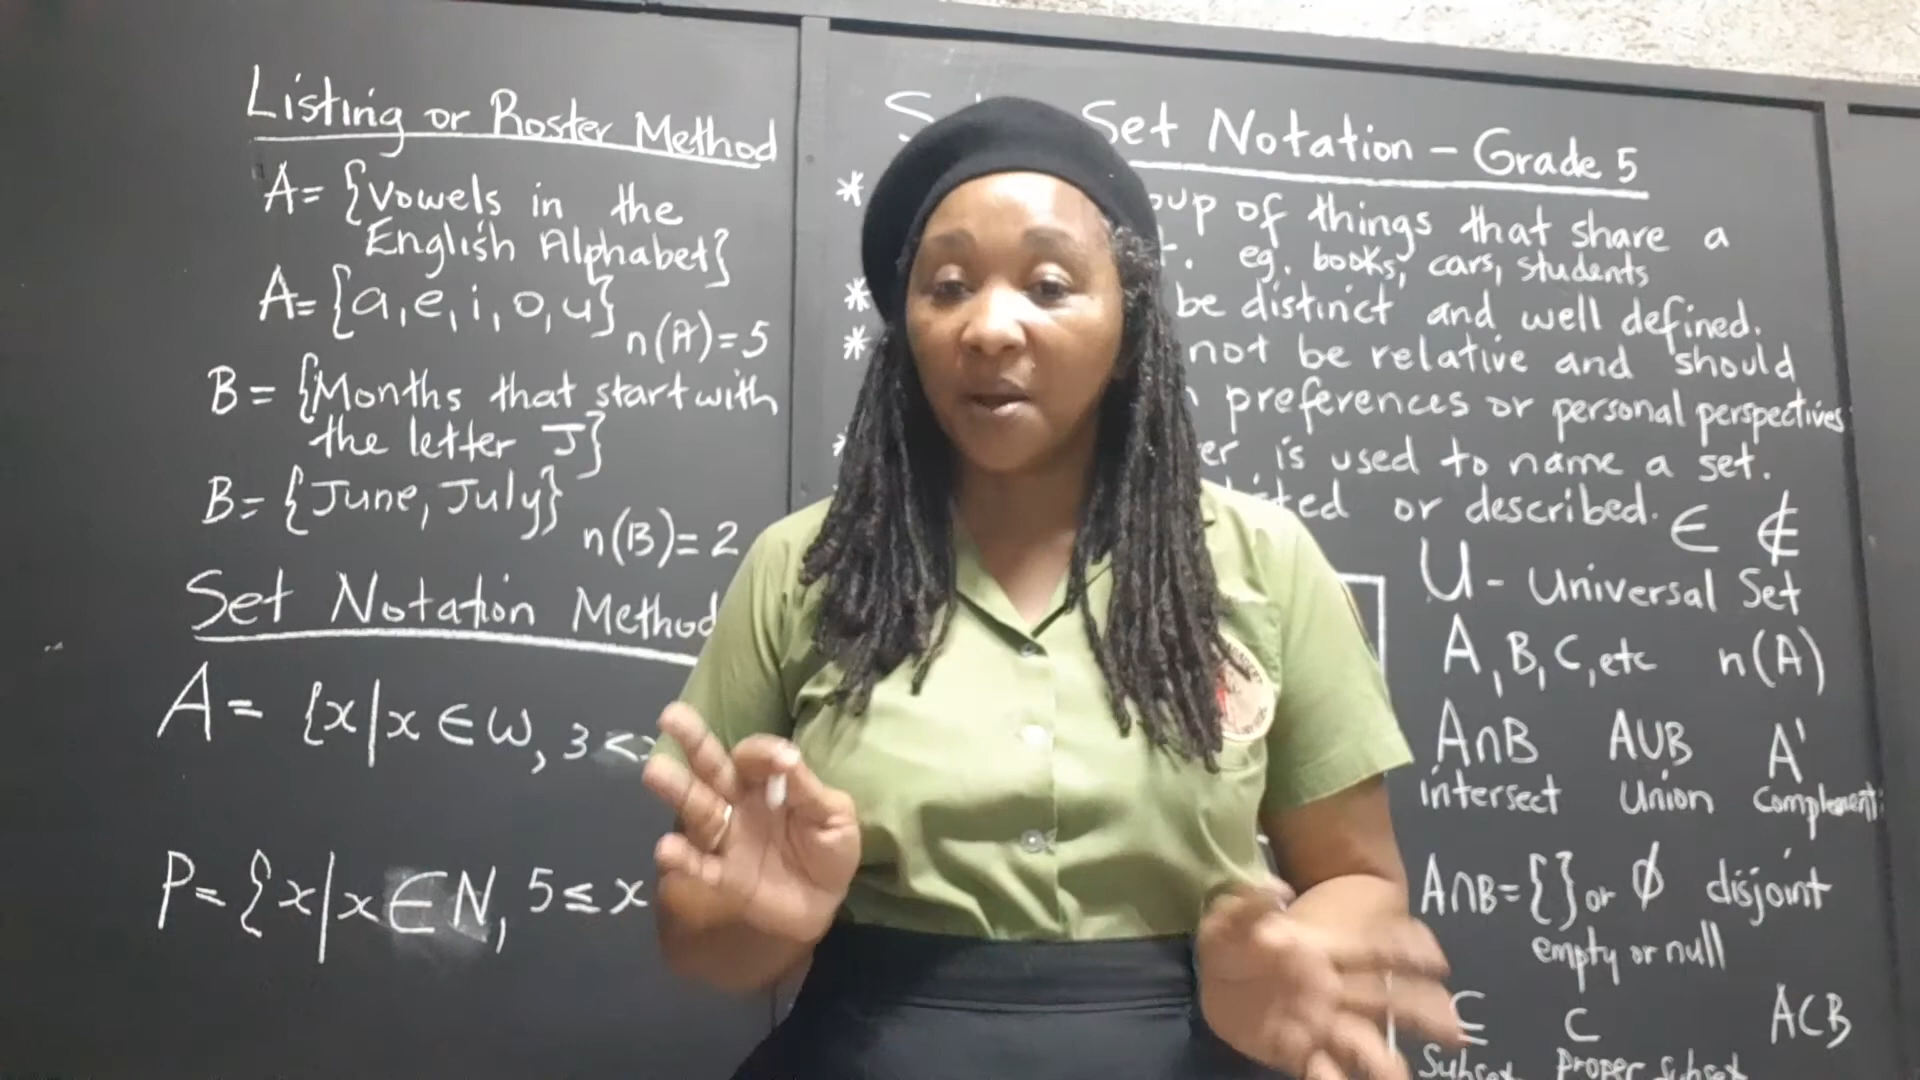 Listing or Roster Method
A = {Vowels in the
English Alphabet}
A = {a, e, i, o, u}
n(A) = 5
B = {Months that start with
the letter J}
B = {June, July}
n(B) = 2
Set Notation Method
A = {x|x ∈ W, 3 <
P = {x|x ∈ N, 5 ≤ x
Set Notation - Grade 5
*
of things that share a
eg. books, cars, students
* be distinct and well defined.
* not be relative and should
preferences or personal perspectives
* is used to name a set.
or described. ∈ ∉
U - Universal Set
A, B, C, etc n(A)
A∩B A∪B A'
intersect Union Complement
A∩B = { } or Ø disjoint
empty or null
⊆ ⊂ A⊂B
Subset Proper subset